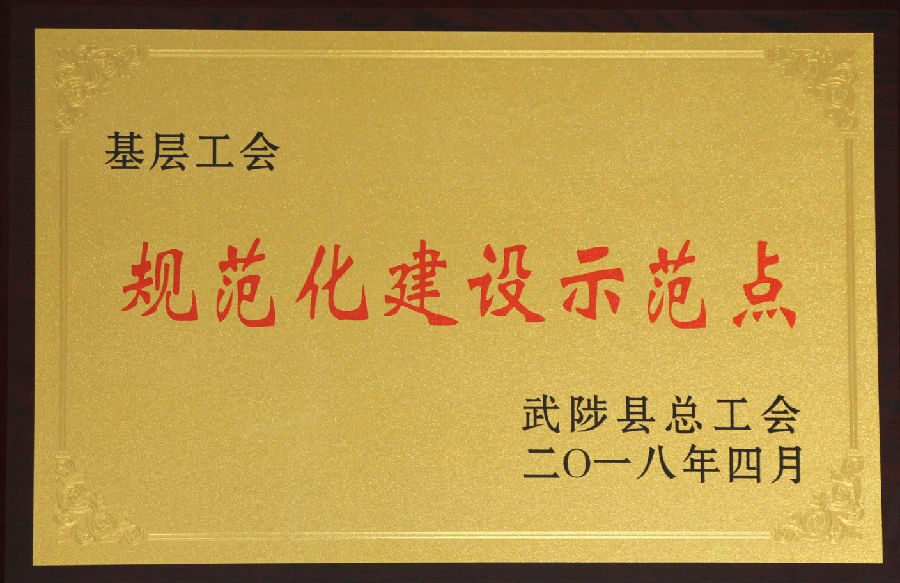 基层工会
规范化建设示范点
武陟县总工会
二〇一八年四月